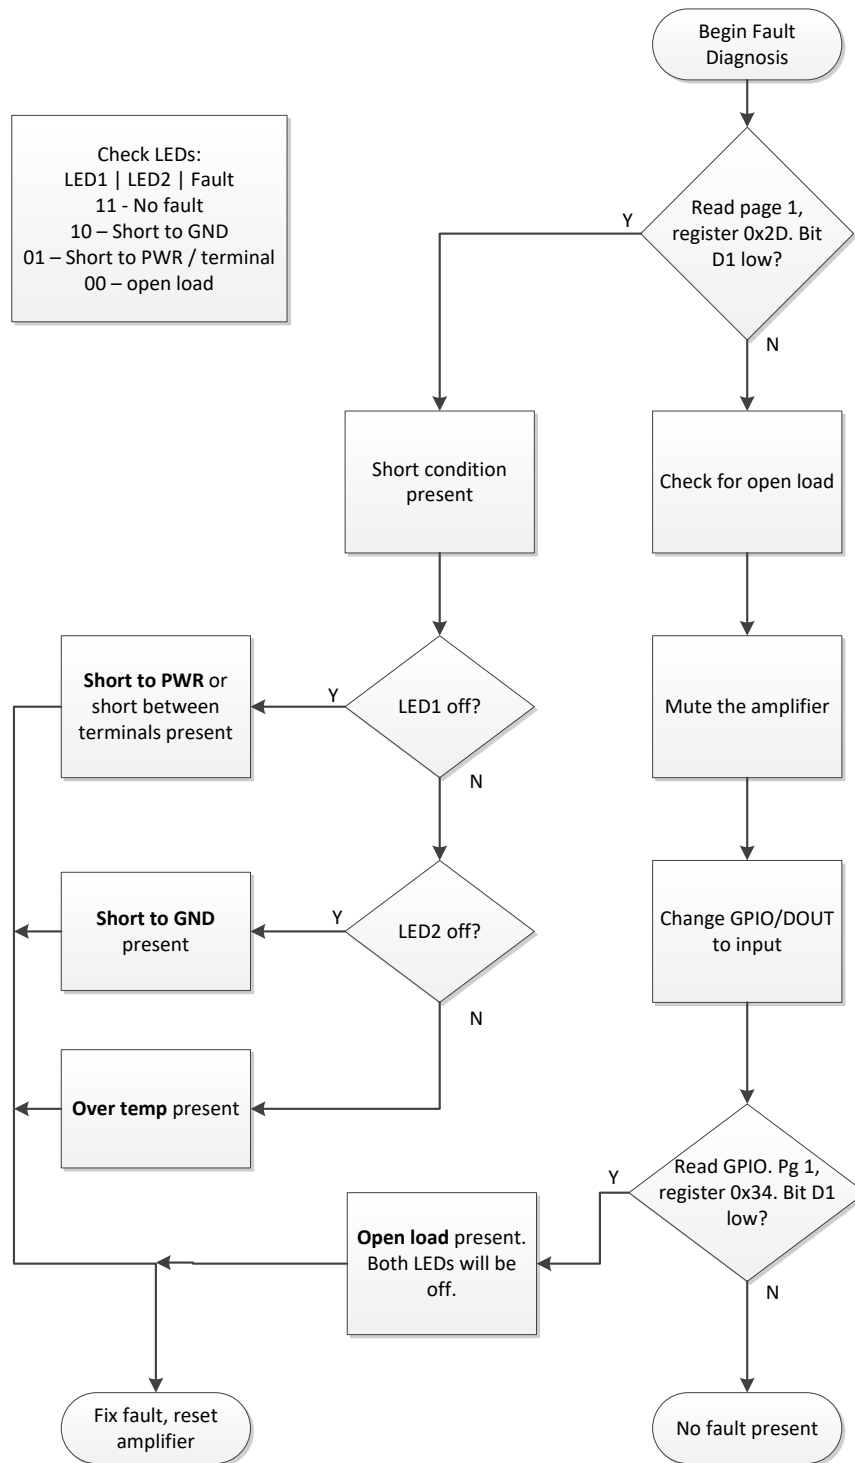 Begin Fault
Diagnosis
Check LEDs:
LED1 | LED2 | Fault
11 - No fault
10 – Short to GND
01 – Short to PWR / terminal
00 – open load
Read page 1,
register 0x2D. Bit
D1 low?
Y
N
Short condition
present
Check for open load
Short to PWR or
short between
terminals present
Y
LED1 off?
N
Mute the amplifier
Short to GND
present
Y
LED2 off?
N
Change GPIO/DOUT
to input
Over temp present
Read GPIO. Pg 1,
register 0x34. Bit D1
low?
Y
N
Open load present.
Both LEDs will be
off.
Fix fault, reset
amplifier
No fault present